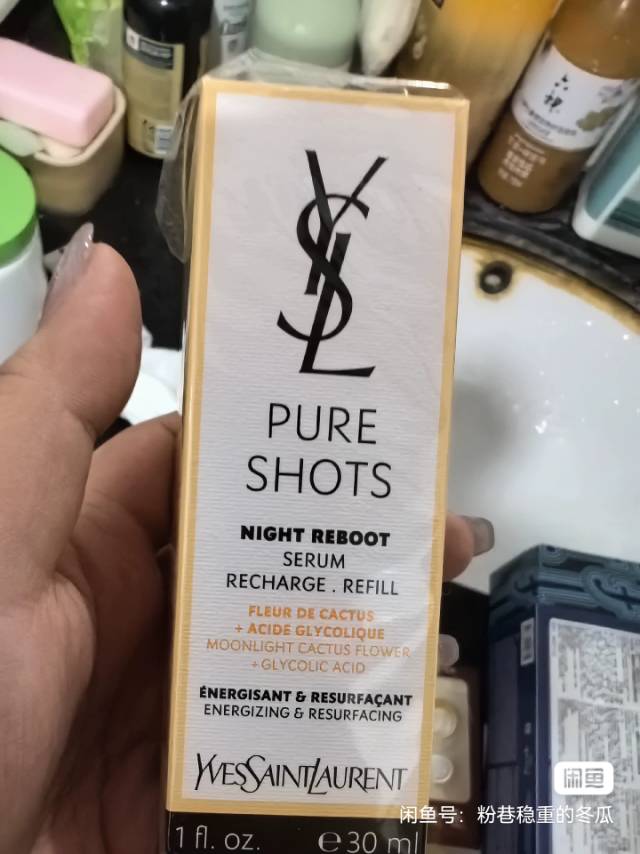 六神
YSL
PURE
SHOTS
NIGHT REBOOT
SERUM
RECHARGE . REFILL
FLEUR DE CACTUS
+ ACIDE GLYCOLIQUE
MOONLIGHT CACTUS FLOWER
+ GLYCOLIC ACID
ÉNERGISANT & RESURFAÇANT
ENERGIZING & RESURFACING
YVESSAINTLAURENT
1 fl. oz. ℮30 ml
闲鱼
闲鱼号：粉巷稳重的冬瓜